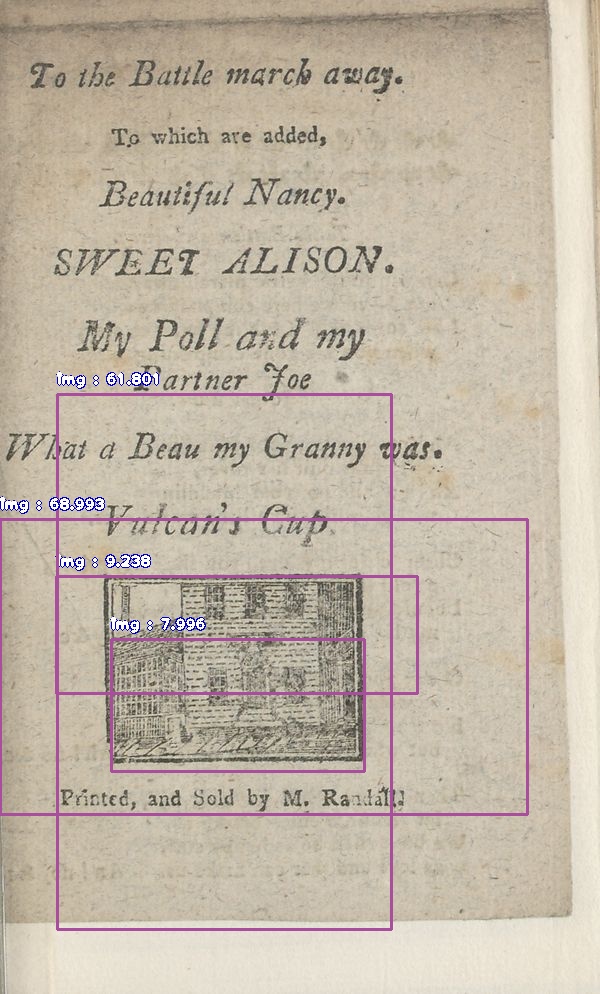 To the Battle march away.
To which are added,
Beautiful Nancy.
SWEET ALISON.
My Poll and my
Partner Joe
What a Beau my Granny was.
Vulcan's Cup.
Printed, and Sold by M. Randall.
img : 61.801
img : 68.993
img : 9.238
img : 7.996